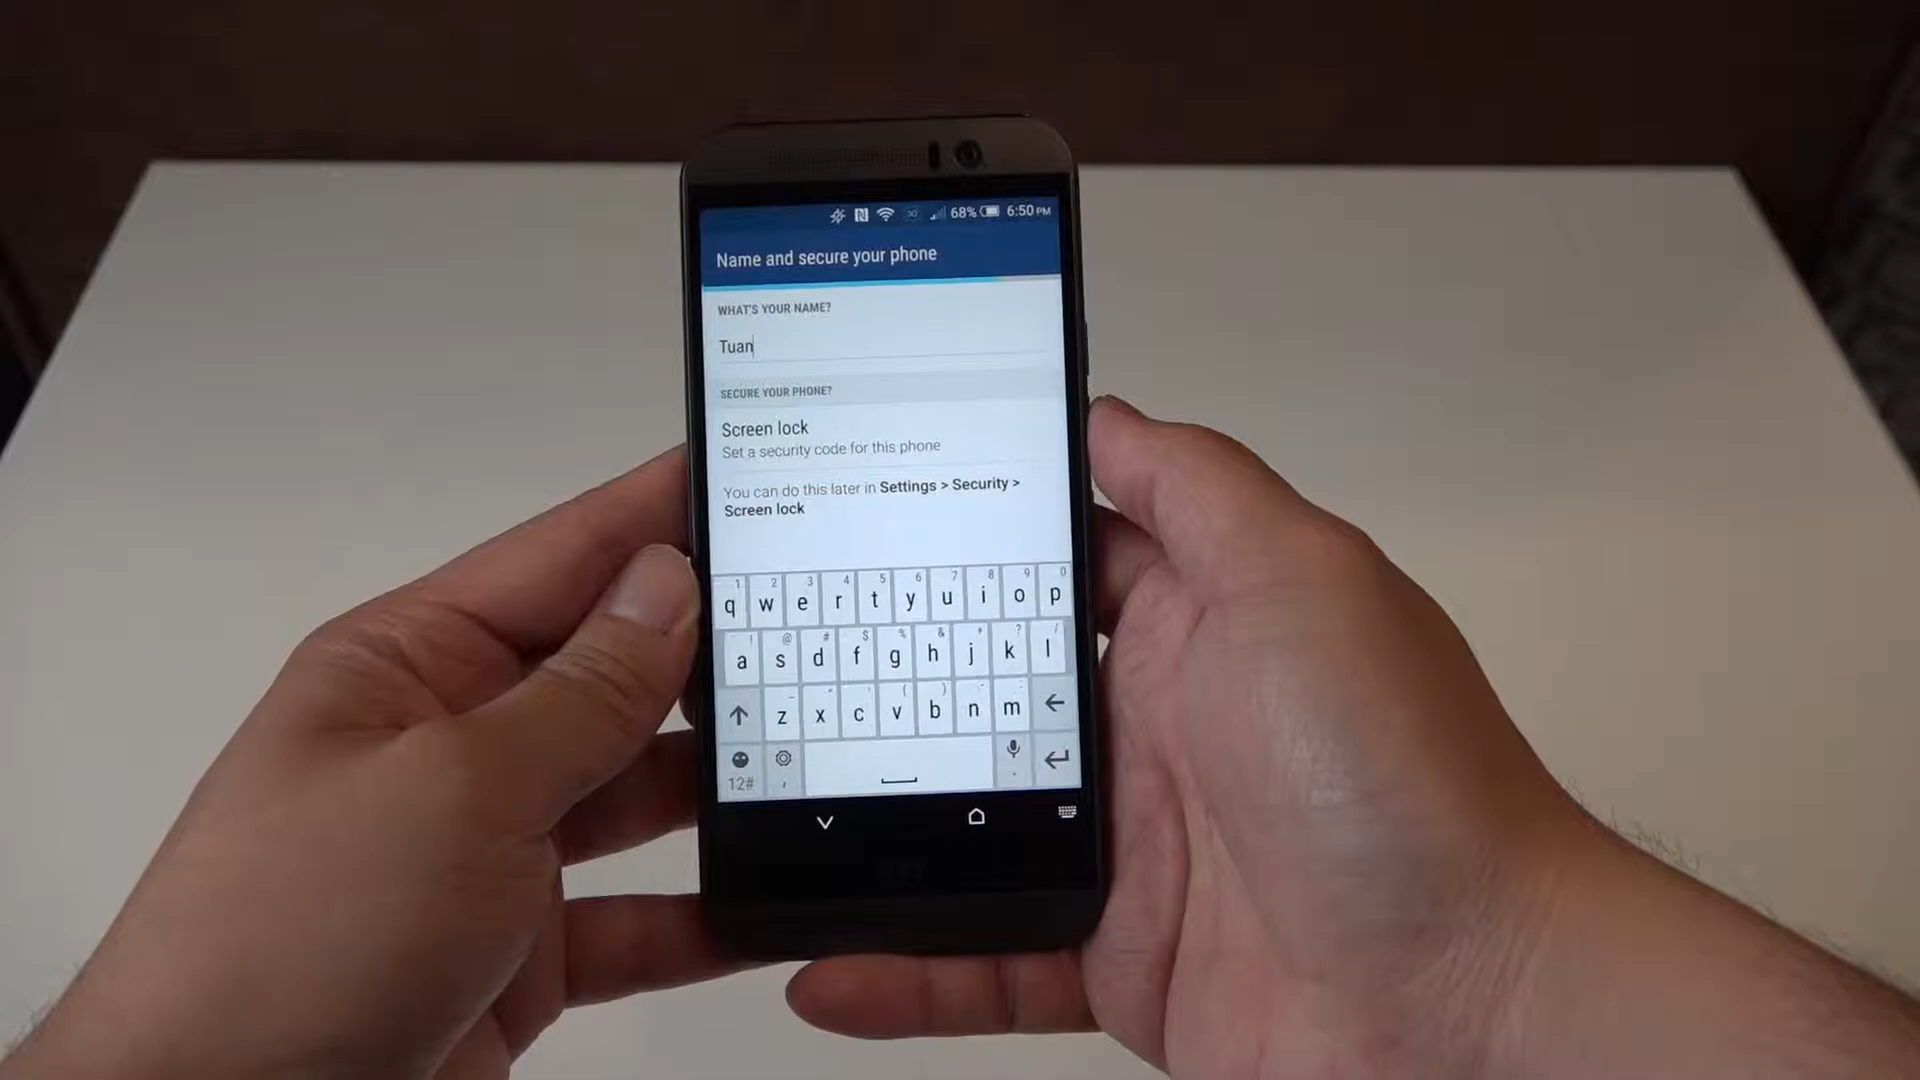 68% 6:50 PM
Name and secure your phone
WHAT'S YOUR NAME?
Tuan
SECURE YOUR PHONE?
Screen lock
Set a security code for this phone
You can do this later in Settings > Security >
Screen lock
1 2 3 4 5 6 7 8 9 0
q w e r t y u i o p
! @ # $ % & + ? /
a s d f g h j k l
z x c v b n m
12# , .